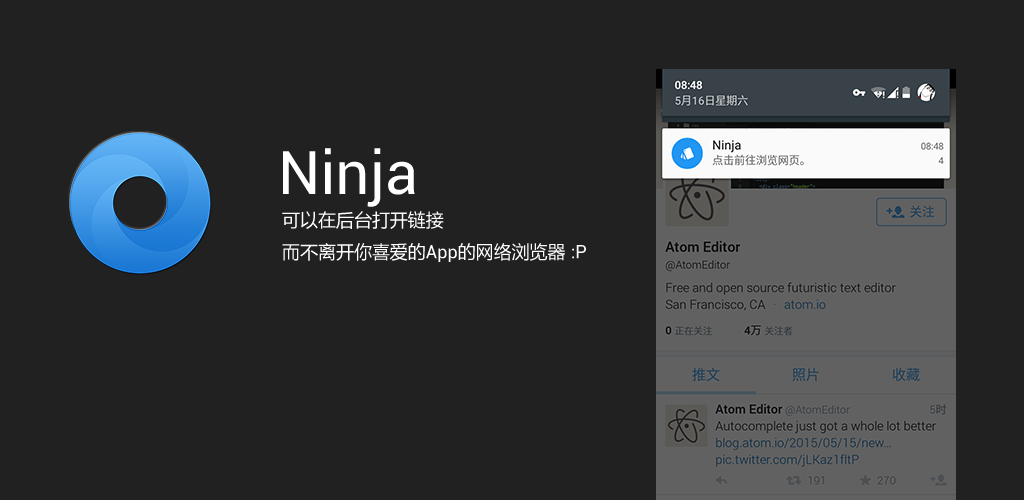 Ninja
可以在后台打开链接
而不离开你喜爱的App的网络浏览器 :P
08:48
5月16日星期六
Ninja
08:48
点击前往浏览网页。
4
<div class="header">
关注
Atom Editor
@AtomEditor
Free and open source futuristic text editor
San Francisco, CA · atom.io
0 正在关注 4万 关注者
推文 照片 收藏
Atom Editor @AtomEditor 5时
Autocomplete just got a whole lot better
blog.atom.io/2015/05/15/new…
pic.twitter.com/jLKaz1fltP
191 270